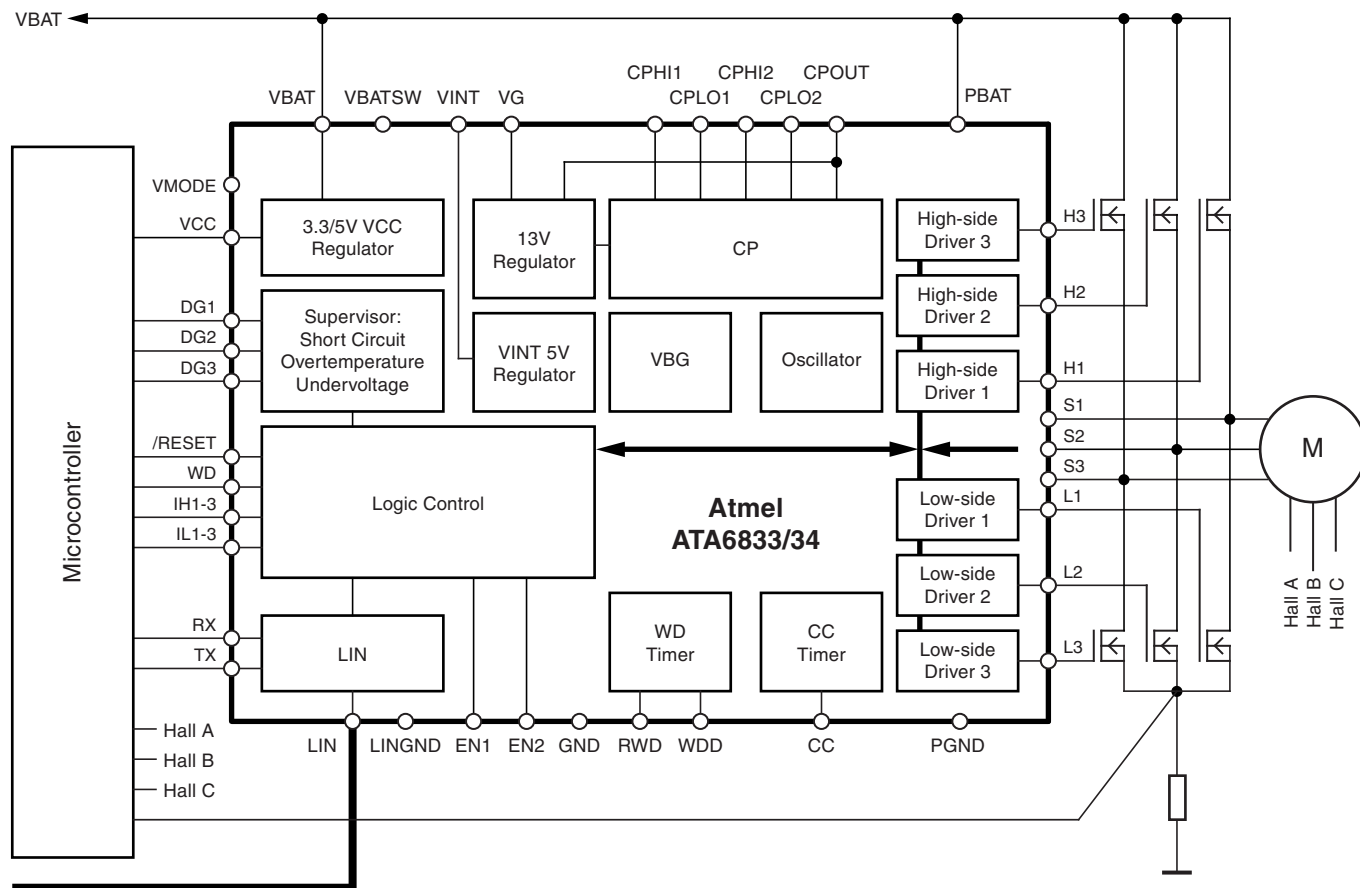 VBAT
CPHI1
CPHI2
CPOUT
VBAT
VBATSW
VINT
VG
CPLO1
CPLO2
PBAT
VMODE
VCC
3.3/5V VCC
Regulator
13V
Regulator
CP
High-side
Driver 3
H3
High-side
Driver 2
H2
DG1
DG2
DG3
Supervisor:
Short Circuit
Overtemperature
Undervoltage
VINT 5V
Regulator
VBG
Oscillator
High-side
Driver 1
H1
S1
S2
S3
M
Microcontroller
/RESET
WD
IH1-3
IL1-3
Logic Control
Atmel
ATA6833/34
Low-side
Driver 1
L1
Low-side
Driver 2
L2
Hall A
Hall B
Hall C
RX
TX
LIN
WD
Timer
CC
Timer
Low-side
Driver 3
L3
Hall A
Hall B
Hall C
LIN
LINGND
EN1
EN2
GND
RWD
WDD
CC
PGND